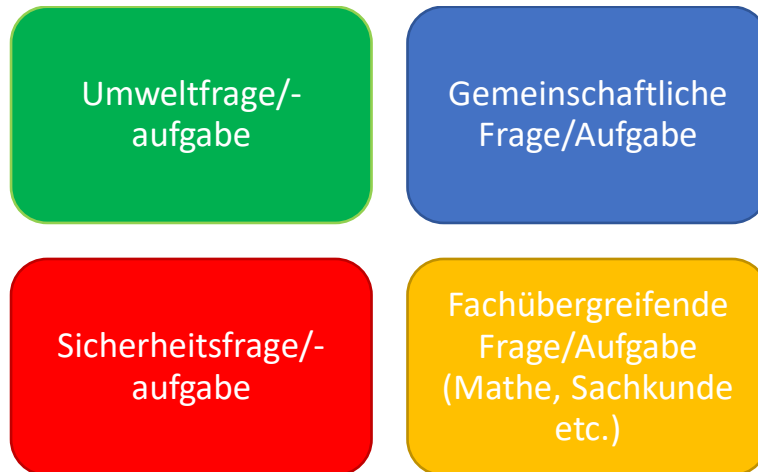 Umweltfrage/-
aufgabe
Gemeinschaftliche
Frage/Aufgabe
Sicherheitsfrage/-
aufgabe
Fachübergreifende
Frage/Aufgabe
(Mathe, Sachkunde
etc.)